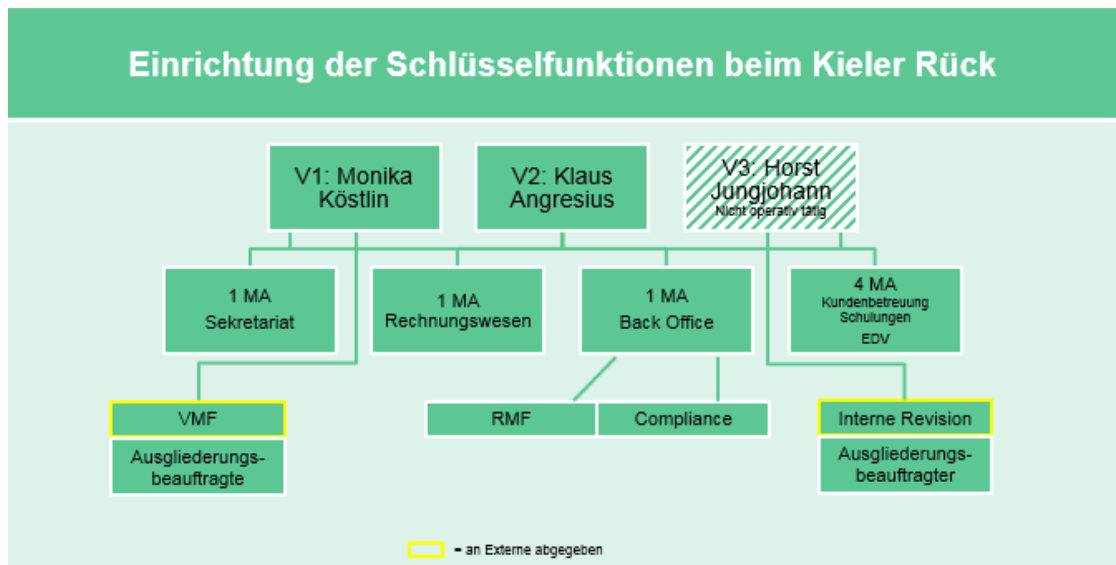 Einrichtung der Schlüsselfunktionen beim Kieler Rück
V1: Monika
Köstlin
V2: Klaus
Angresius
V3: Horst
Jungjohann
Nicht operativ tätig
1 MA
Sekretariat
1 MA
Rechnungswesen
1 MA
Back Office
4 MA
Kundenbetreuung
Schulungen
EDV
VMF
Ausgliederungs-
beauftragte
RMF
Compliance
Interne Revision
Ausgliederungs-
beauftragter
= an Externe abgegeben